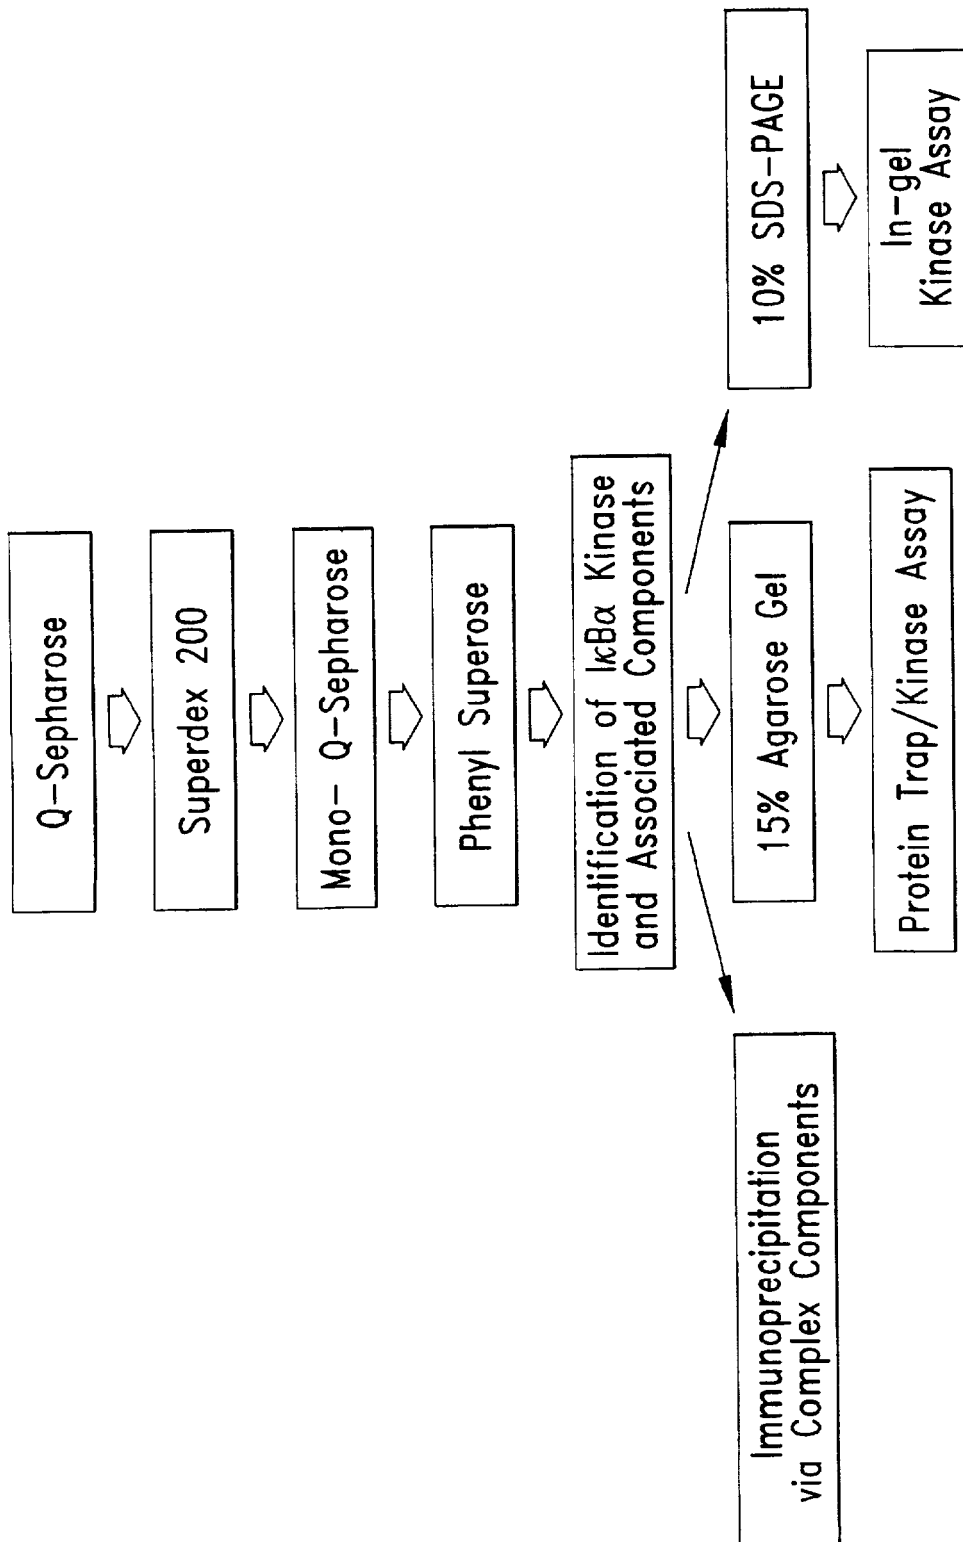 Q-Sepharose
Superdex 200
Mono- Q-Sepharose
Phenyl Superose
Identification of IκBα Kinase
and Associated Components
Immunoprecipitation
via Complex Components
15% Agarose Gel
Protein Trap/Kinase Assay
10% SDS-PAGE
In-gel
Kinase Assay